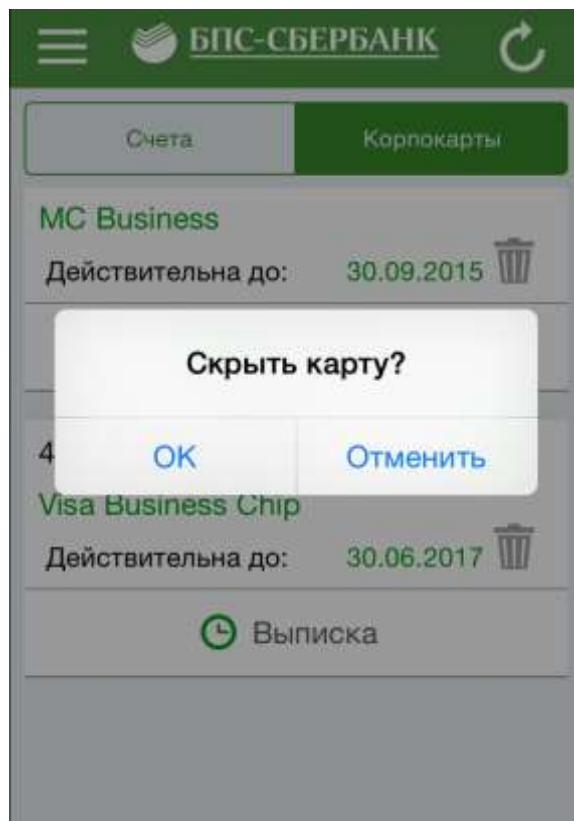 БПС-СБЕРБАНК
Счета
Корпокарты
MC Business
Действительна до: 30.09.2015
Скрыть карту?
OK
Отменить
4
Visa Business Chip
Действительна до: 30.06.2017
Выписка